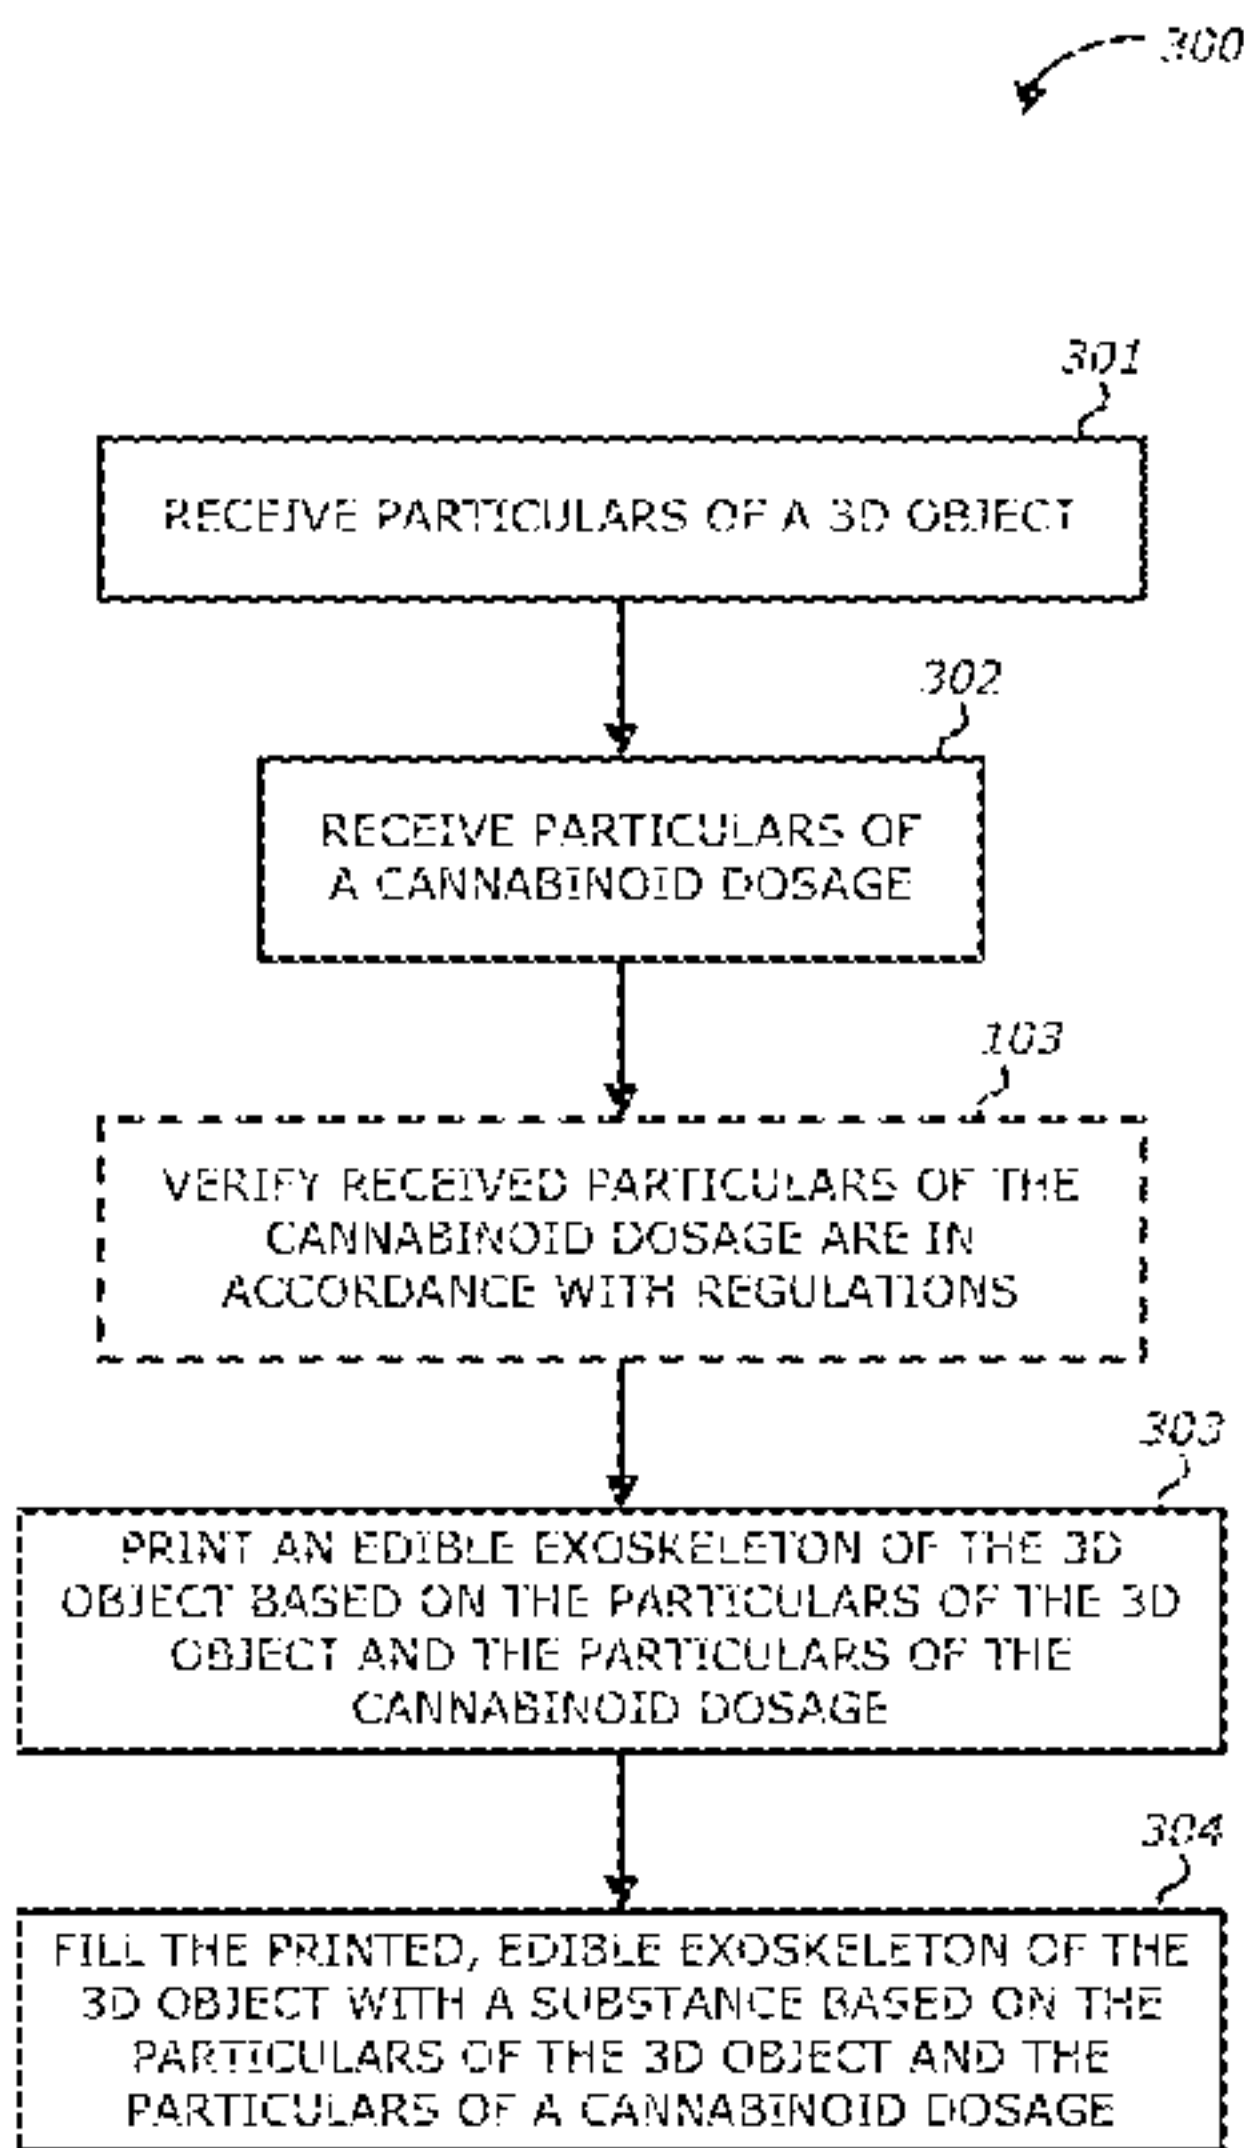 300
301
RECEIVE PARTICULARS OF A 3D OBJECT
302
RECEIVE PARTICULARS OF
A CANNABINOID DOSAGE
103
VERIFY RECEIVED PARTICULARS OF THE
CANNABINOID DOSAGE ARE IN
ACCORDANCE WITH REGULATIONS
303
PRINT AN EDIBLE EXOSKELETON OF THE 3D
OBJECT BASED ON THE PARTICULARS OF THE 3D
OBJECT AND THE PARTICULARS OF THE
CANNABINOID DOSAGE
304
FILL THE PRINTED, EDIBLE EXOSKELETON OF THE
3D OBJECT WITH A SUBSTANCE BASED ON THE
PARTICULARS OF THE 3D OBJECT AND THE
PARTICULARS OF A CANNABINOID DOSAGE